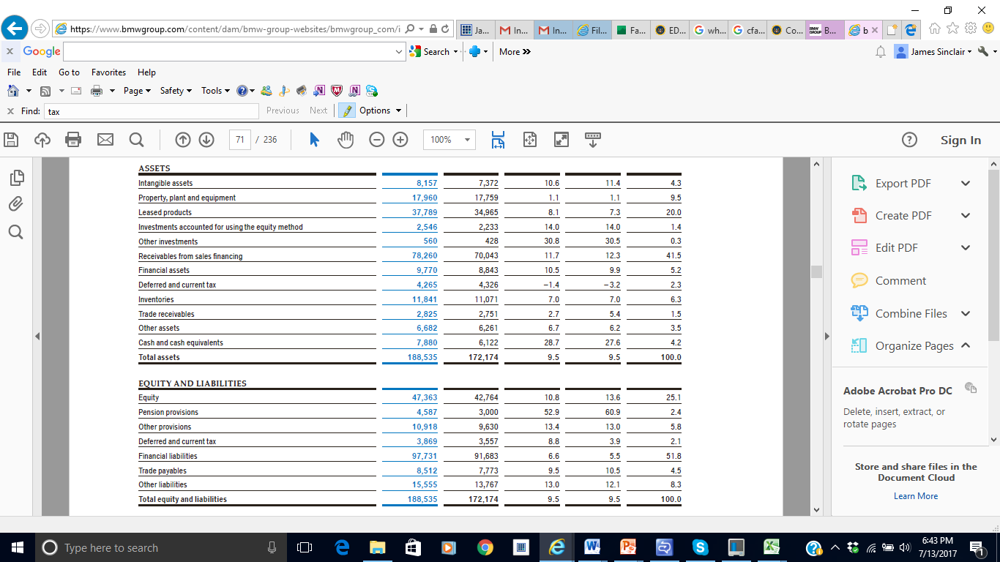 https://www.bmwgroup.com/content/dam/bmw-group-websites/bmwgroup_com/i
Ja... In... In... Fil... Fa... ED... wh... cfa... Co... B... b
x Google Search More »
James Sinclair
File Edit Go to Favorites Help
Page Safety Tools
x Find: tax Previous Next Options
71 / 236 100% Sign In
ASSETS
Intangible assets 8,157 7,372 10.6 11.4 4.3
Property, plant and equipment 17,960 17,759 1.1 1.1 9.5
Leased products 37,789 34,965 8.1 7.3 20.0
Investments accounted for using the equity method 2,546 2,233 14.0 14.0 1.4
Other investments 560 428 30.8 30.5 0.3
Receivables from sales financing 78,260 70,043 11.7 12.3 41.5
Financial assets 9,770 8,843 10.5 9.9 5.2
Deferred and current tax 4,265 4,326 –1.4 –3.2 2.3
Inventories 11,841 11,071 7.0 7.0 6.3
Trade receivables 2,825 2,751 2.7 5.4 1.5
Other assets 6,682 6,261 6.7 6.2 3.5
Cash and cash equivalents 7,880 6,122 28.7 27.6 4.2
Total assets 188,535 172,174 9.5 9.5 100.0
EQUITY AND LIABILITIES
Equity 47,363 42,764 10.8 13.6 25.1
Pension provisions 4,587 3,000 52.9 60.9 2.4
Other provisions 10,918 9,630 13.4 13.0 5.8
Deferred and current tax 3,869 3,557 8.8 3.9 2.1
Financial liabilities 97,731 91,683 6.6 5.5 51.8
Trade payables 8,512 7,773 9.5 10.5 4.5
Other liabilities 15,555 13,767 13.0 12.1 8.3
Total equity and liabilities 188,535 172,174 9.5 9.5 100.0
Export PDF
Create PDF
Edit PDF
Comment
Combine Files
Organize Pages
Adobe Acrobat Pro DC
Delete, insert, extract, or
rotate pages
Store and share files in the
Document Cloud
Learn More
Type here to search
6:43 PM
7/13/2017